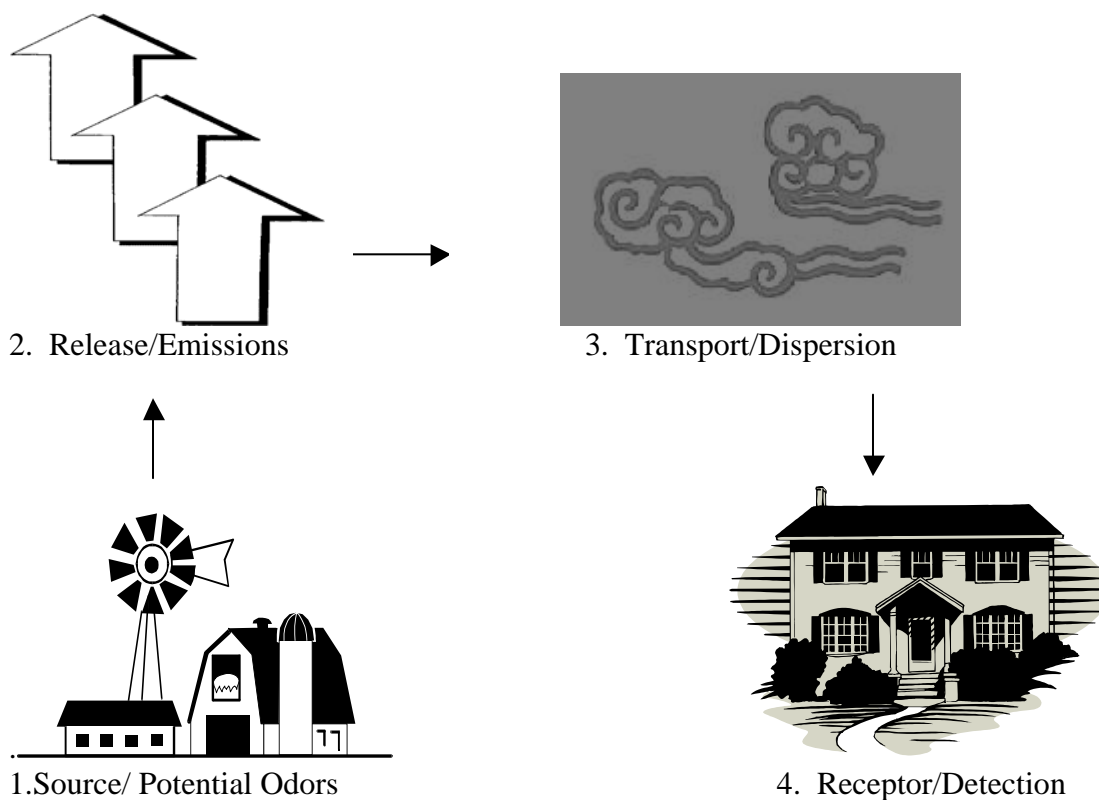 2. Release/Emissions
3. Transport/Dispersion
1.Source/ Potential Odors
4. Receptor/Detection